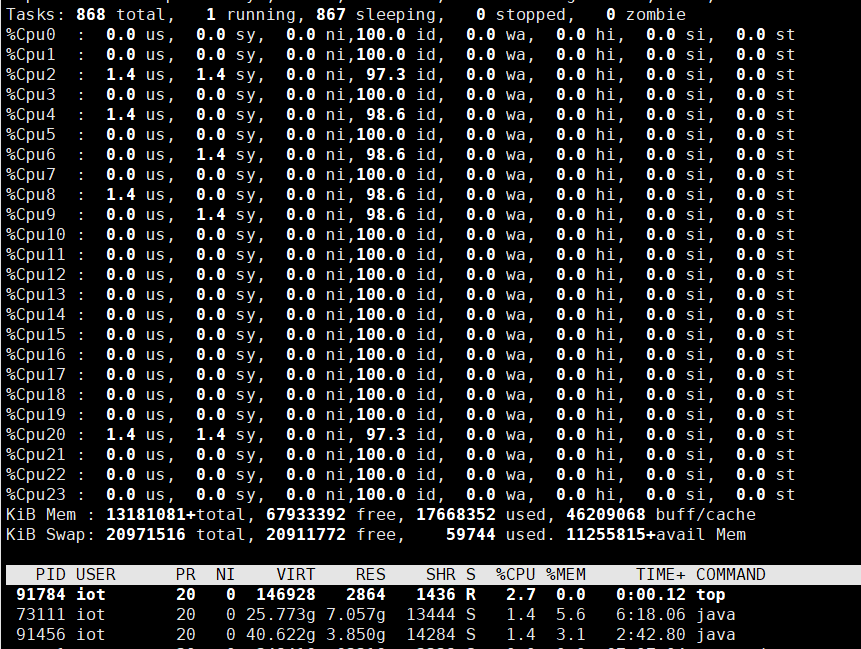 Tasks: 868 total,   1 running, 867 sleeping,   0 stopped,   0 zombie
%Cpu0  :  0.0 us,  0.0 sy,  0.0 ni,100.0 id,  0.0 wa,  0.0 hi,  0.0 si,  0.0 st
%Cpu1  :  0.0 us,  0.0 sy,  0.0 ni,100.0 id,  0.0 wa,  0.0 hi,  0.0 si,  0.0 st
%Cpu2  :  1.4 us,  1.4 sy,  0.0 ni, 97.3 id,  0.0 wa,  0.0 hi,  0.0 si,  0.0 st
%Cpu3  :  0.0 us,  0.0 sy,  0.0 ni,100.0 id,  0.0 wa,  0.0 hi,  0.0 si,  0.0 st
%Cpu4  :  1.4 us,  0.0 sy,  0.0 ni, 98.6 id,  0.0 wa,  0.0 hi,  0.0 si,  0.0 st
%Cpu5  :  0.0 us,  0.0 sy,  0.0 ni,100.0 id,  0.0 wa,  0.0 hi,  0.0 si,  0.0 st
%Cpu6  :  0.0 us,  1.4 sy,  0.0 ni, 98.6 id,  0.0 wa,  0.0 hi,  0.0 si,  0.0 st
%Cpu7  :  0.0 us,  0.0 sy,  0.0 ni,100.0 id,  0.0 wa,  0.0 hi,  0.0 si,  0.0 st
%Cpu8  :  1.4 us,  0.0 sy,  0.0 ni, 98.6 id,  0.0 wa,  0.0 hi,  0.0 si,  0.0 st
%Cpu9  :  0.0 us,  1.4 sy,  0.0 ni, 98.6 id,  0.0 wa,  0.0 hi,  0.0 si,  0.0 st
%Cpu10 :  0.0 us,  0.0 sy,  0.0 ni,100.0 id,  0.0 wa,  0.0 hi,  0.0 si,  0.0 st
%Cpu11 :  0.0 us,  0.0 sy,  0.0 ni,100.0 id,  0.0 wa,  0.0 hi,  0.0 si,  0.0 st
%Cpu12 :  0.0 us,  0.0 sy,  0.0 ni,100.0 id,  0.0 wa,  0.0 hi,  0.0 si,  0.0 st
%Cpu13 :  0.0 us,  0.0 sy,  0.0 ni,100.0 id,  0.0 wa,  0.0 hi,  0.0 si,  0.0 st
%Cpu14 :  0.0 us,  0.0 sy,  0.0 ni,100.0 id,  0.0 wa,  0.0 hi,  0.0 si,  0.0 st
%Cpu15 :  0.0 us,  0.0 sy,  0.0 ni,100.0 id,  0.0 wa,  0.0 hi,  0.0 si,  0.0 st
%Cpu16 :  0.0 us,  0.0 sy,  0.0 ni,100.0 id,  0.0 wa,  0.0 hi,  0.0 si,  0.0 st
%Cpu17 :  0.0 us,  0.0 sy,  0.0 ni,100.0 id,  0.0 wa,  0.0 hi,  0.0 si,  0.0 st
%Cpu18 :  0.0 us,  0.0 sy,  0.0 ni,100.0 id,  0.0 wa,  0.0 hi,  0.0 si,  0.0 st
%Cpu19 :  0.0 us,  0.0 sy,  0.0 ni,100.0 id,  0.0 wa,  0.0 hi,  0.0 si,  0.0 st
%Cpu20 :  1.4 us,  1.4 sy,  0.0 ni, 97.3 id,  0.0 wa,  0.0 hi,  0.0 si,  0.0 st
%Cpu21 :  0.0 us,  0.0 sy,  0.0 ni,100.0 id,  0.0 wa,  0.0 hi,  0.0 si,  0.0 st
%Cpu22 :  0.0 us,  0.0 sy,  0.0 ni,100.0 id,  0.0 wa,  0.0 hi,  0.0 si,  0.0 st
%Cpu23 :  0.0 us,  0.0 sy,  0.0 ni,100.0 id,  0.0 wa,  0.0 hi,  0.0 si,  0.0 st
KiB Mem : 13181081+total, 67933392 free, 17668352 used, 46209068 buff/cache
KiB Swap: 20971516 total, 20911772 free,    59744 used. 11255815+avail Mem
PID USER      PR  NI    VIRT    RES    SHR S  %CPU %MEM     TIME+ COMMAND
91784 iot       20   0  146928   2864   1436 R   2.7  0.0   0:00.12 top
73111 iot       20   0 25.773g 7.057g  13444 S   1.4  5.6   6:18.06 java
91456 iot       20   0 40.622g 3.850g  14284 S   1.4  3.1   2:42.80 java